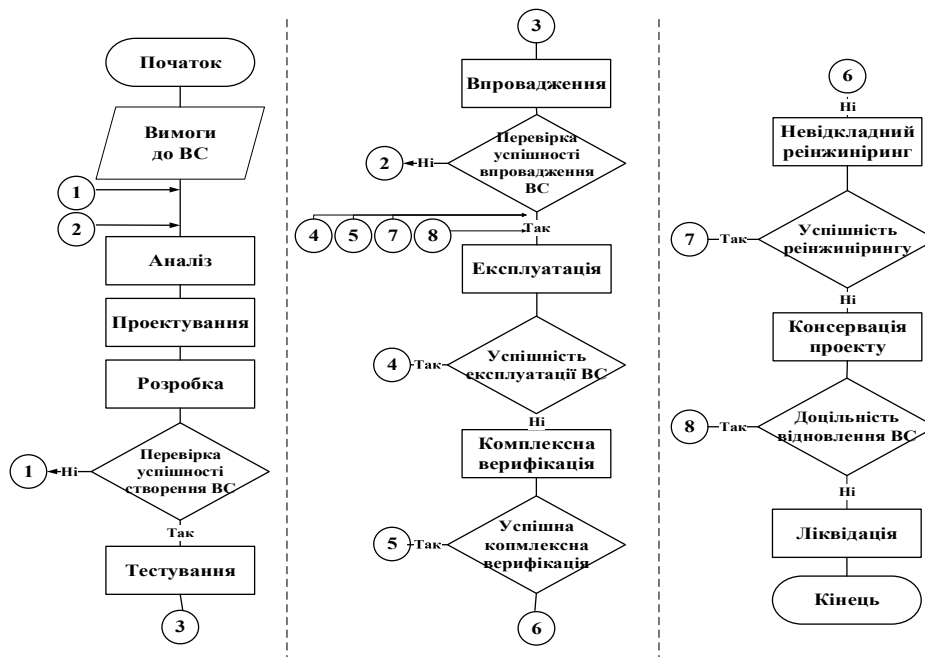 Початок
Вимоги
до ВС
1
2
Аналіз
Проектування
Розробка
Перевірка
успішності
створення ВС
1
Ні
Так
Тестування
3
3
Впровадження
Перевірка
успішності
впровадження
ВС
2
Ні
4
5
7
8
Так
Експлуатація
Успішність
експлуатації ВС
4
Так
Ні
Комплексна
верифікація
Успішна
копмлексна
верифікація
5
Так
6
6
Ні
Невідкладний
реінжиніринг
Успішність
реінжинірингу
7
Так
Ні
Консервація
проекту
Доцільність
відновлення ВС
8
Так
Ні
Ліквідація
Кінець